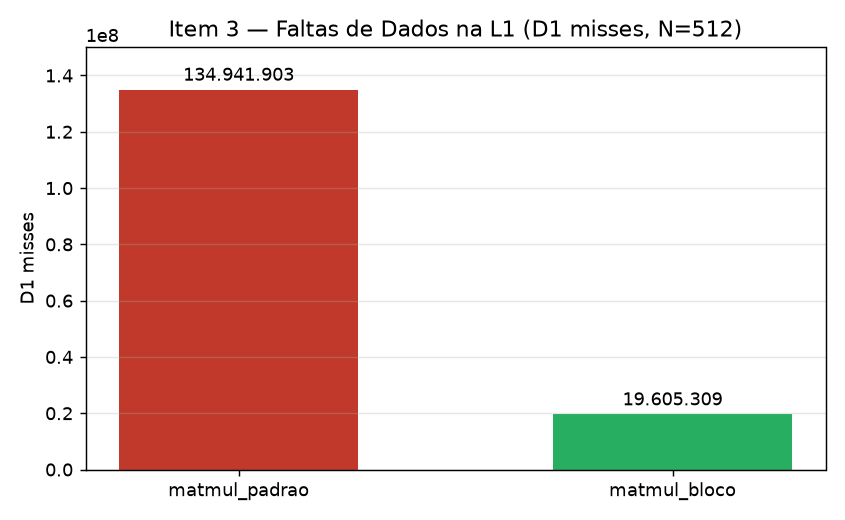 Item 3 — Faltas de Dados na L1 (D1 misses, N=512)
1e8
134.941.903
1.4
1.2
1.0
0.8
0.6
0.4
0.2
0.0
D1 misses
19.605.309
matmul_padrao
matmul_bloco